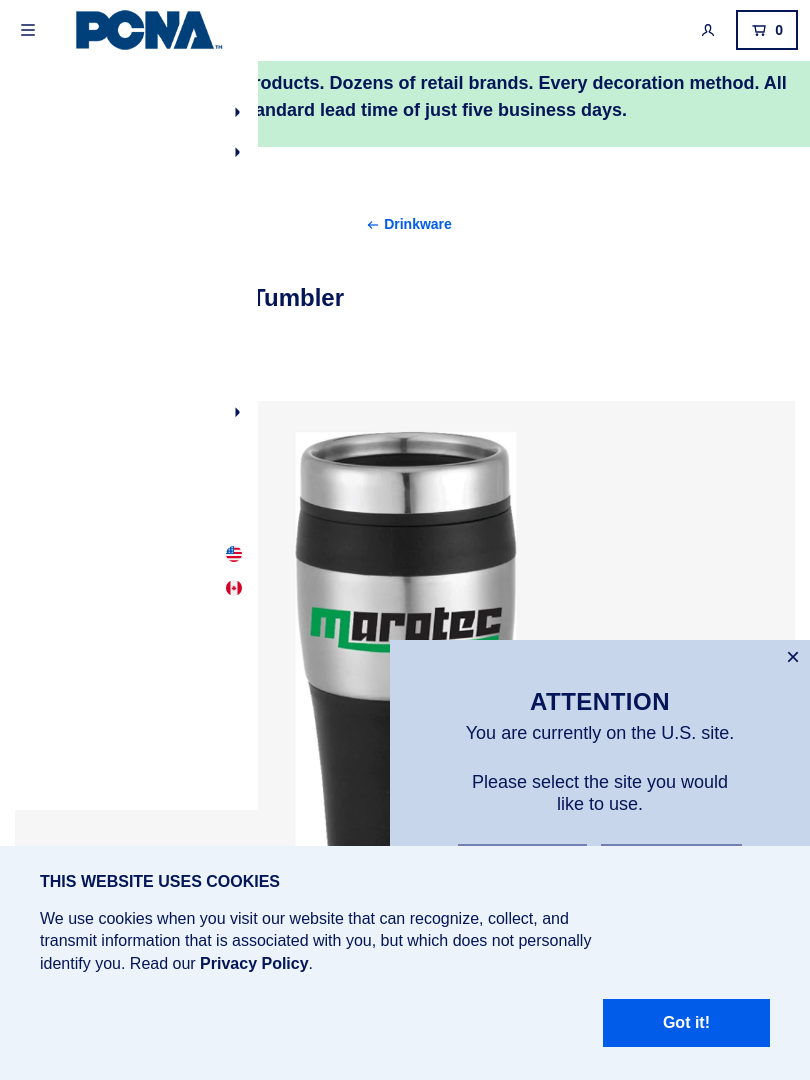 PCNA™
0
roducts. Dozens of retail brands. Every decoration method. All
andard lead time of just five business days.
← Drinkware
Tumbler
marotec
×
ATTENTION
You are currently on the U.S. site.
Please select the site you would
like to use.
THIS WEBSITE USES COOKIES
We use cookies when you visit our website that can recognize, collect, and
transmit information that is associated with you, but which does not personally
identify you. Read our Privacy Policy.
Got it!